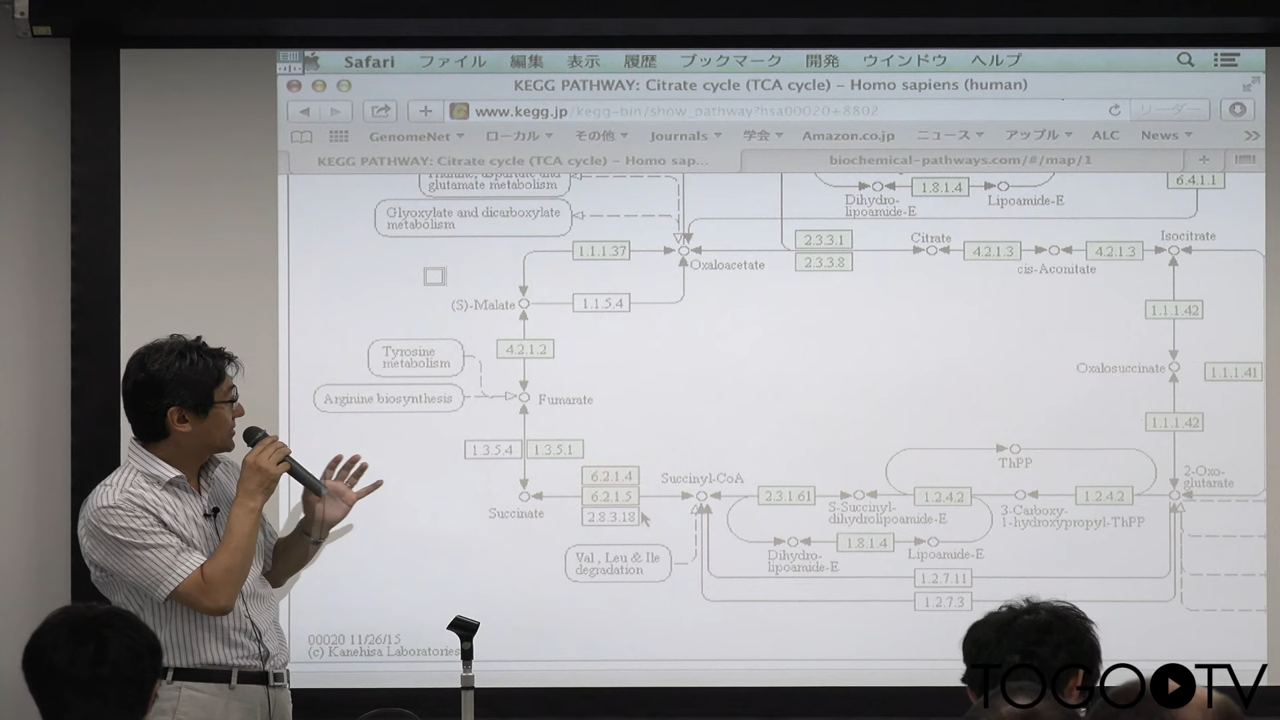 Safari ファイル 編集 表示 履歴 ブックマーク 開発 ウインドウ ヘルプ
KEGG PATHWAY: Citrate cycle (TCA cycle) – Homo sapiens (human)
www.kegg.jp/kegg-bin/show_pathway?hsa00020+8802
リーダー
GenomeNet ローカル その他 Journals 学会 Amazon.co.jp ニュース アップル ALC News
KEGG PATHWAY: Citrate cycle (TCA cycle) – Homo sap...
biochemical-pathways.com/#/map/1
glutamate metabolism
1.8.1.4
6.4.1.1
Dihydro-
lipoamide-E
Lipoamide-E
Glyoxylate and dicarboxylate
metabolism
1.1.1.37
Oxaloacetate
2.3.3.1
2.3.3.8
Citrate
4.2.1.3
cis-Aconitate
4.2.1.3
Isocitrate
(S)-Malate
1.1.5.4
1.1.1.42
4.2.1.2
Tyrosine
metabolism
Oxalosuccinate
1.1.1.41
Arginine biosynthesis
Fumarate
1.1.1.42
1.3.5.4
1.3.5.1
ThPP
6.2.1.4
6.2.1.5
2.8.3.18
Succinyl-CoA
2.3.1.61
1.2.4.2
1.2.4.2
2-Oxo-
glutarate
Succinate
S-Succinyl-
dihydrolipoamide-E
3-Carboxy-
1-hydroxypropyl-ThPP
Val, Leu & Ile
degradation
Dihydro-
lipoamide-E
1.8.1.4
Lipoamide-E
1.2.7.11
1.2.7.3
00020 11/26/15
(c) Kanehisa Laboratories
TOGO TV